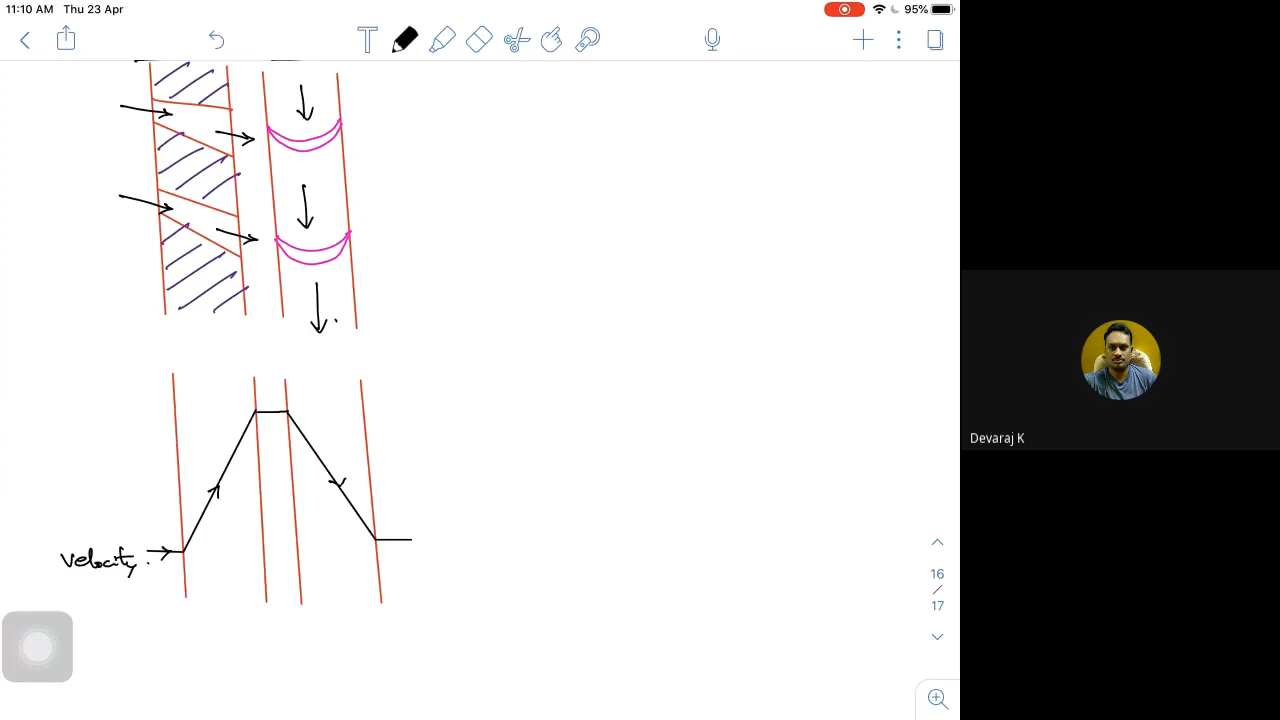 11:10 AM Thu 23 Apr
95%
T
Velocity.
16
/
17
Devaraj K